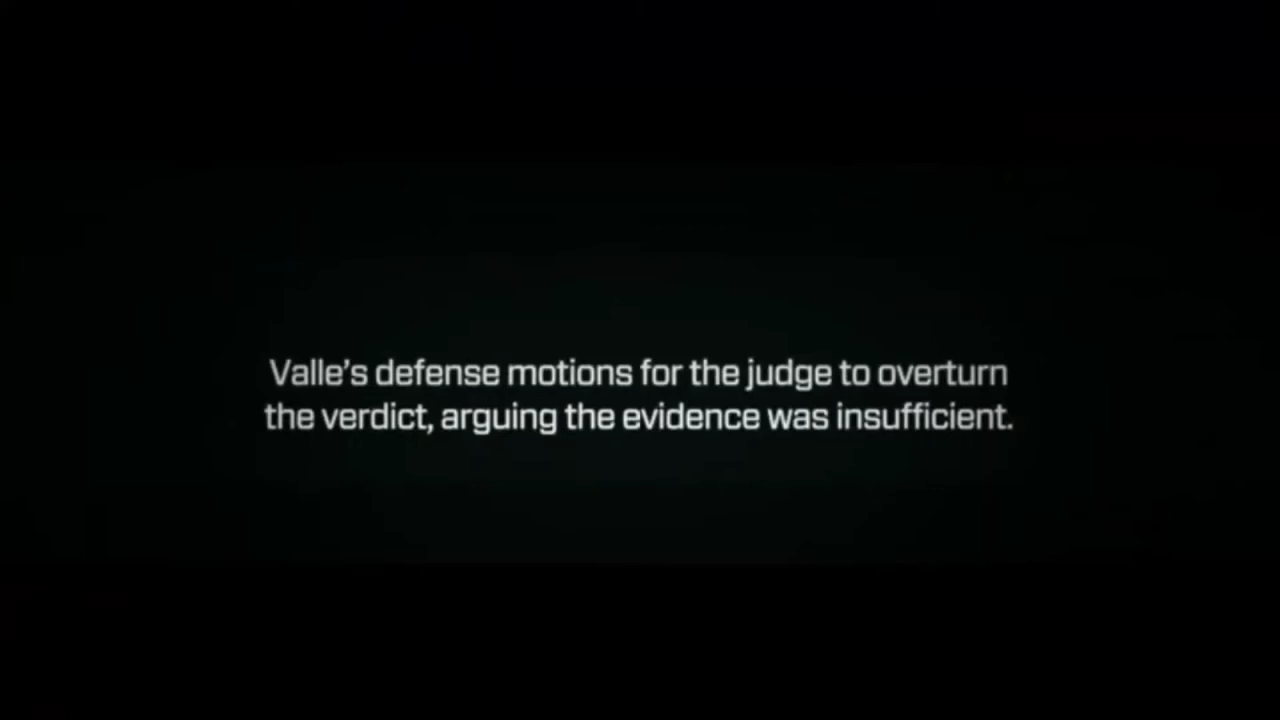 Valle’s defense motions for the judge to overturn
the verdict, arguing the evidence was insufficient.